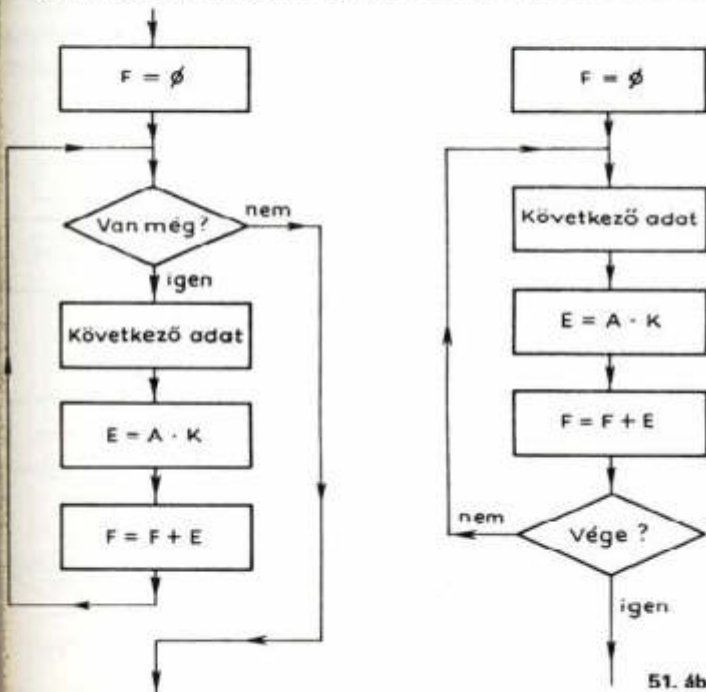 F = ∅
Van még?
nem
igen
Következő adat
E = A · K
F = F + E
F = ∅
Következő adat
E = A · K
F = F + E
nem
Vége ?
igen
51. áb